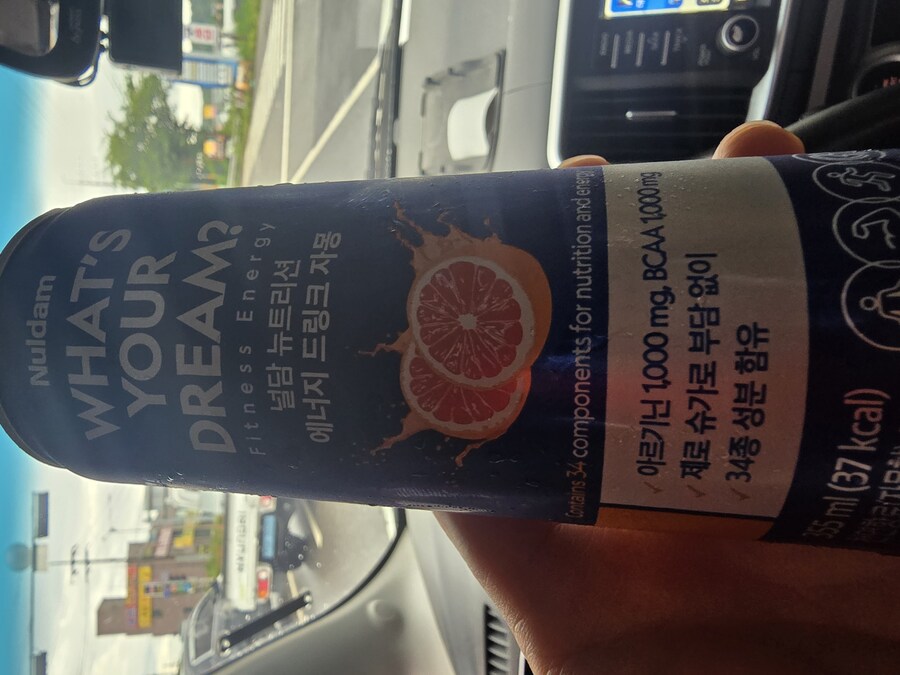 Nuldam
WHAT'S
YOUR
DREAM?
Fitness Energy
널담 뉴트리션
에너지 드링크 자몽
Contains 34 components for nutrition and energy
✓ 아르기닌 1,000 mg, BCAA 1,000 mg
✓ 제로 슈가로 부담 없이
✓ 34종 성분 함유
355 ml (37 kcal)